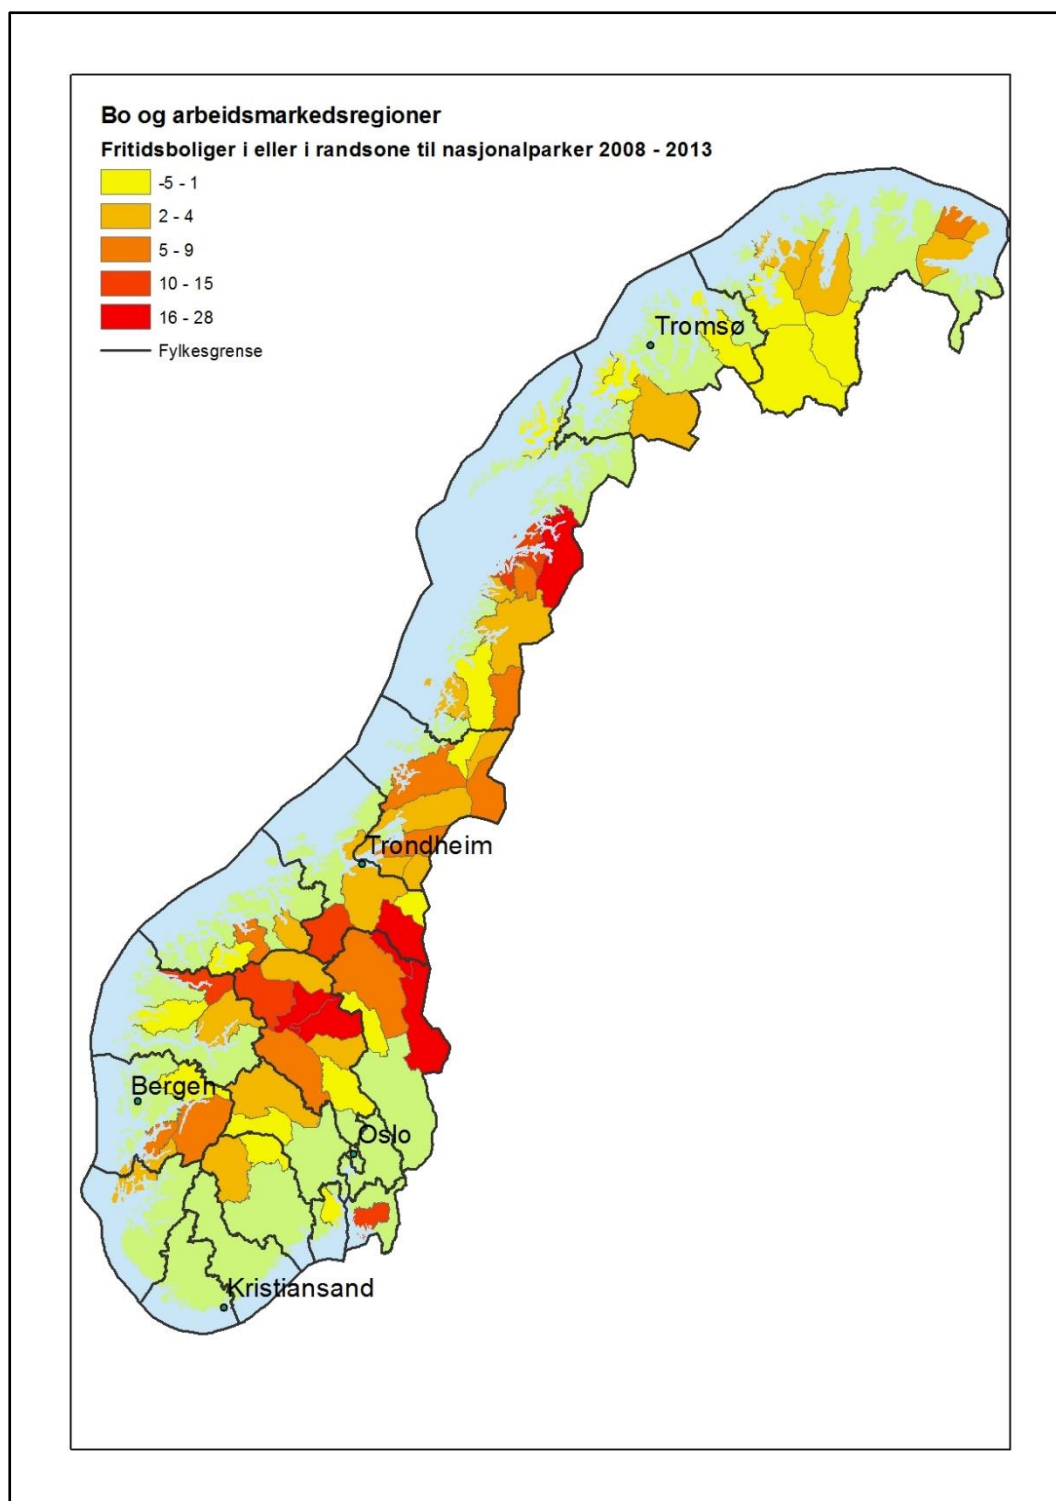 Bo og arbeidsmarkedsregioner
Fritidsboliger i eller i randsone til nasjonalparker 2008 - 2013
-5 - 1
2 - 4
5 - 9
10 - 15
16 - 28
Fylkesgrense
Tromsø
Trondheim
Bergen
Oslo
Kristiansand